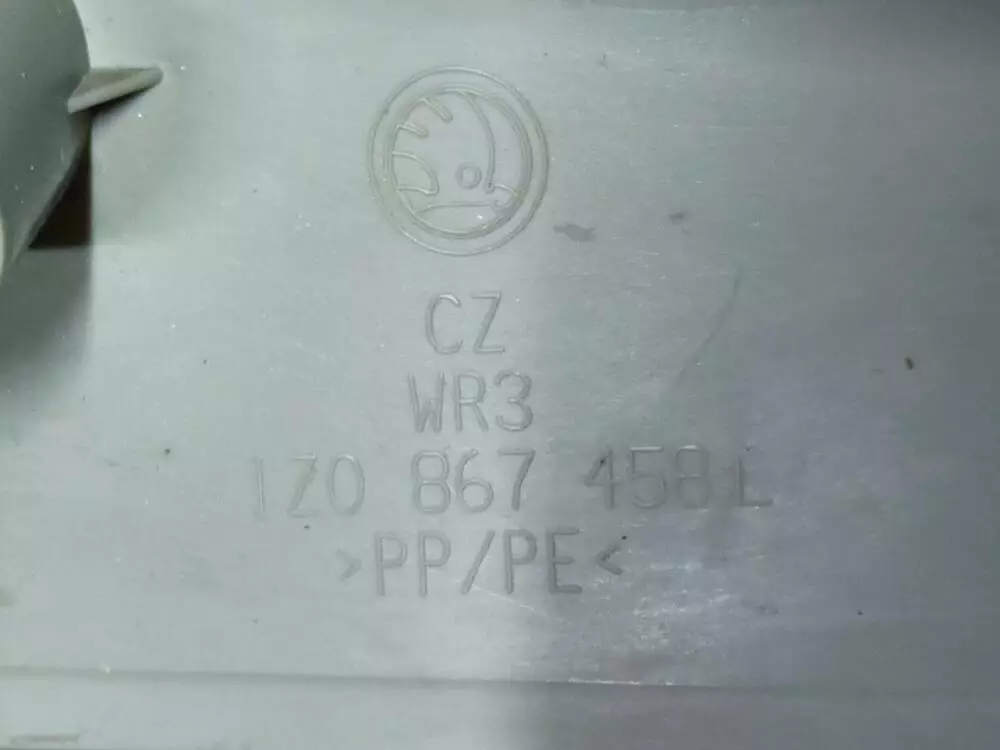 CZ
WR3
1Z0 867 458 L
>PP/PE<